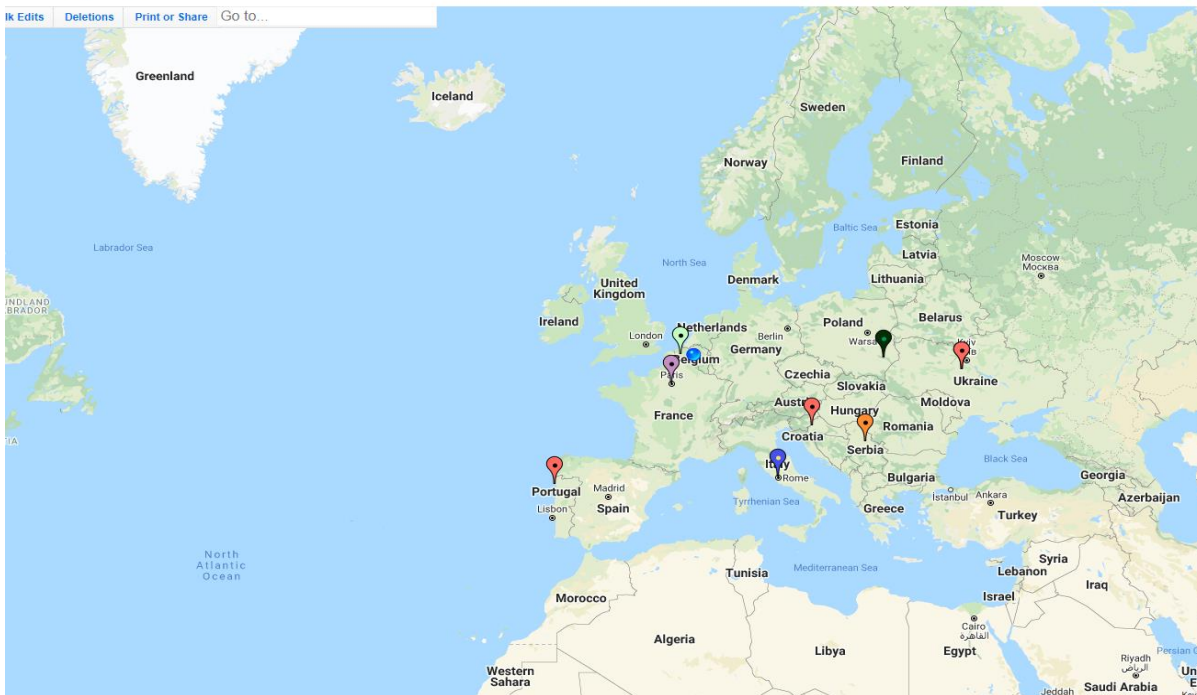 lk Edits Deletions Print or Share Go to...
Greenland
Iceland
Sweden
Norway
Finland
Estonia
Baltic Sea
Labrador Sea
Latvia
Moscow
Москва
North Sea
Denmark
Lithuania
United
Kingdom
UNDLAND
BRADOR
Ireland
London
Netherlands
Berlin
Poland
Belarus
Germany
Paris
Czechia
Slovakia
Ukraine
Hungary
Moldova
France
Croatia
Romania
Serbia
Black Sea
Italy
Rome
Bulgaria
Georgia
Portugal
Madrid
Spain
Lisbon
Tyrrhenian Sea
Greece
İstanbul
Ankara
Turkey
Azerbaijan
North
Atlantic
Ocean
Mediterranean Sea
Tunisia
Syria
Lebanon
Iraq
Israel
Morocco
Algeria
Libya
Cairo
القاهرة
Egypt
Western
Sahara
Riyadh
الرياض
Jeddah
Saudi Arabia